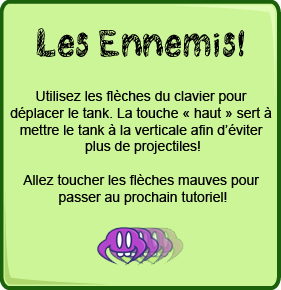 Les Ennemis!
Utilisez les flèches du clavier pour
déplacer le tank. La touche « haut » sert à
mettre le tank à la verticale afin d’éviter
plus de projectiles!
Allez toucher les flèches mauves pour
passer au prochain tutoriel!